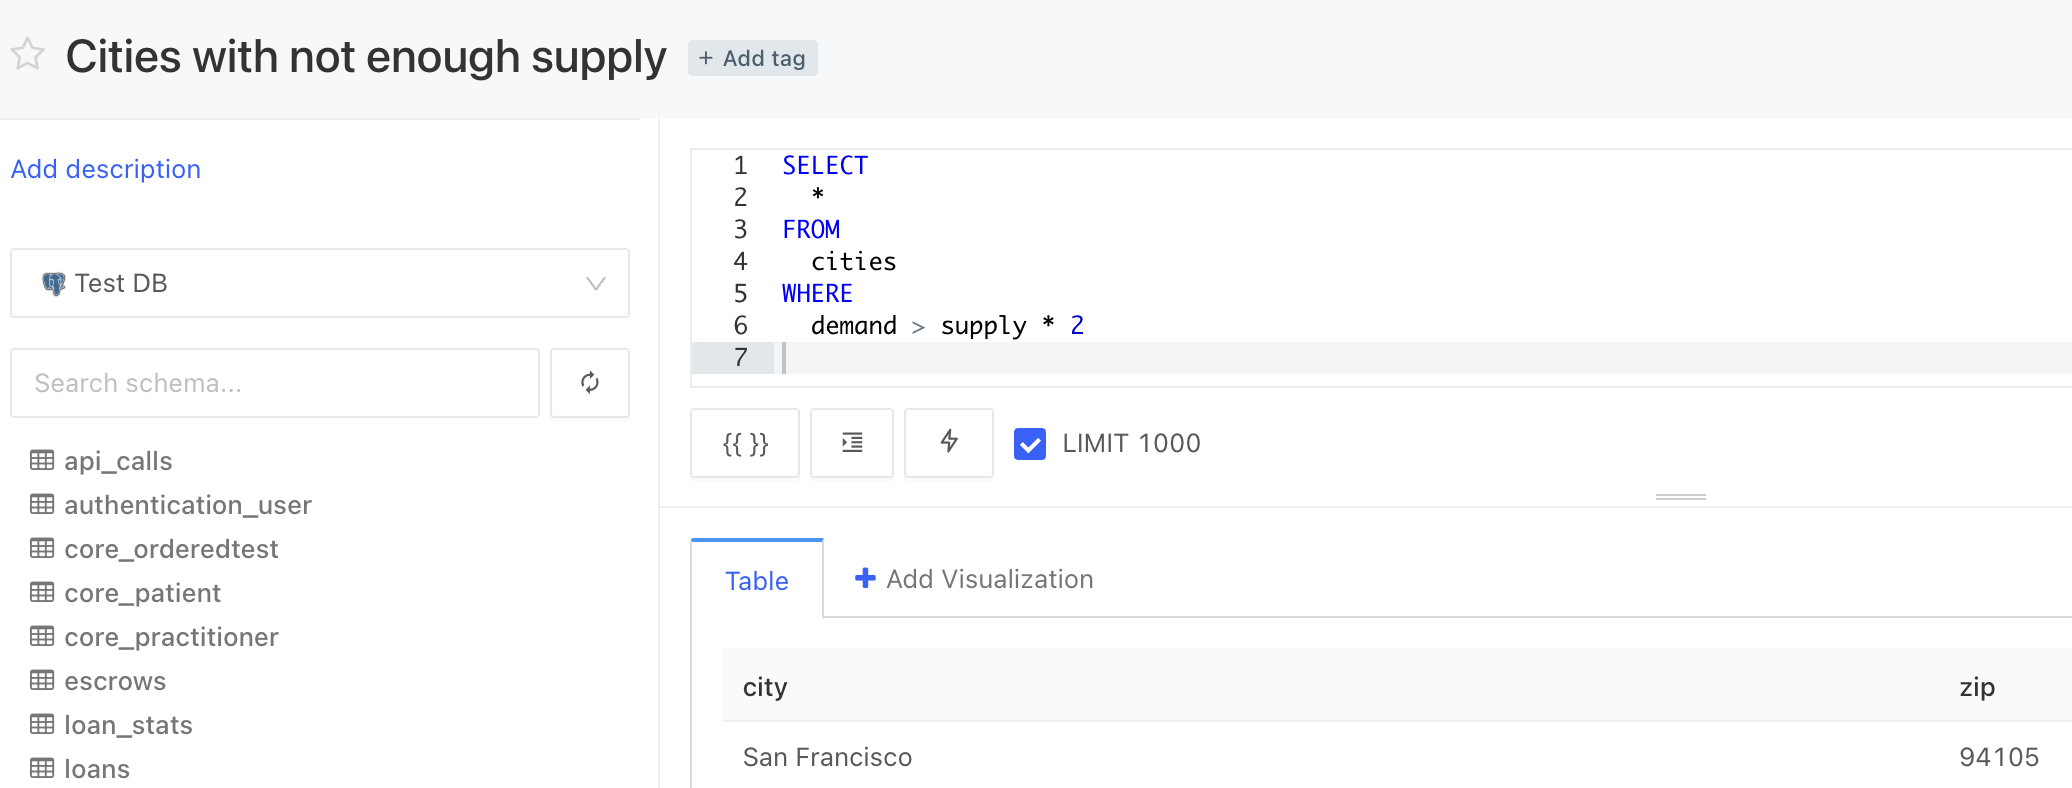 Cities with not enough supply + Add tag
Add description
Test DB
Search schema...
api_calls
authentication_user
core_orderedtest
core_patient
core_practitioner
escrows
loan_stats
loans
1 SELECT
2 *
3 FROM
4 cities
5 WHERE
6 demand > supply * 2
7
{{ }} LIMIT 1000
Table + Add Visualization
city zip
San Francisco 94105